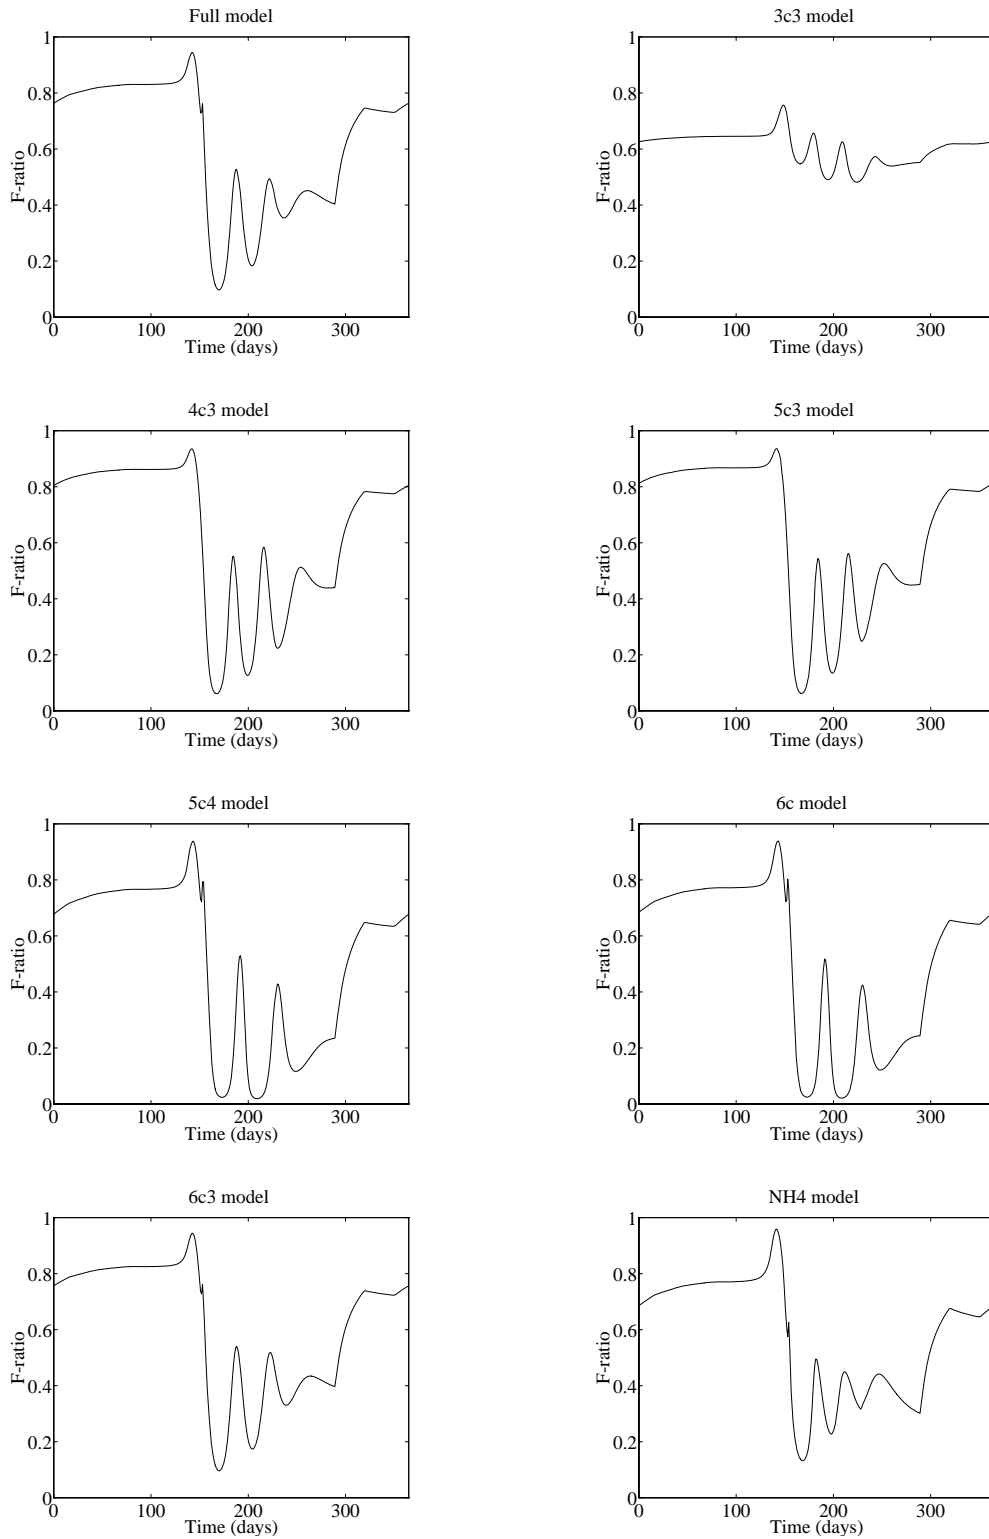 Full model
1
0.8
0.6
0.4
0.2
0
F-ratio
0 100 200 300
Time (days)
3c3 model
1
0.8
0.6
0.4
0.2
0
F-ratio
0 100 200 300
Time (days)
4c3 model
1
0.8
0.6
0.4
0.2
0
F-ratio
0 100 200 300
Time (days)
5c3 model
1
0.8
0.6
0.4
0.2
0
F-ratio
0 100 200 300
Time (days)
5c4 model
1
0.8
0.6
0.4
0.2
0
F-ratio
0 100 200 300
Time (days)
6c model
1
0.8
0.6
0.4
0.2
0
F-ratio
0 100 200 300
Time (days)
6c3 model
1
0.8
0.6
0.4
0.2
0
F-ratio
0 100 200 300
Time (days)
NH4 model
1
0.8
0.6
0.4
0.2
0
F-ratio
0 100 200 300
Time (days)